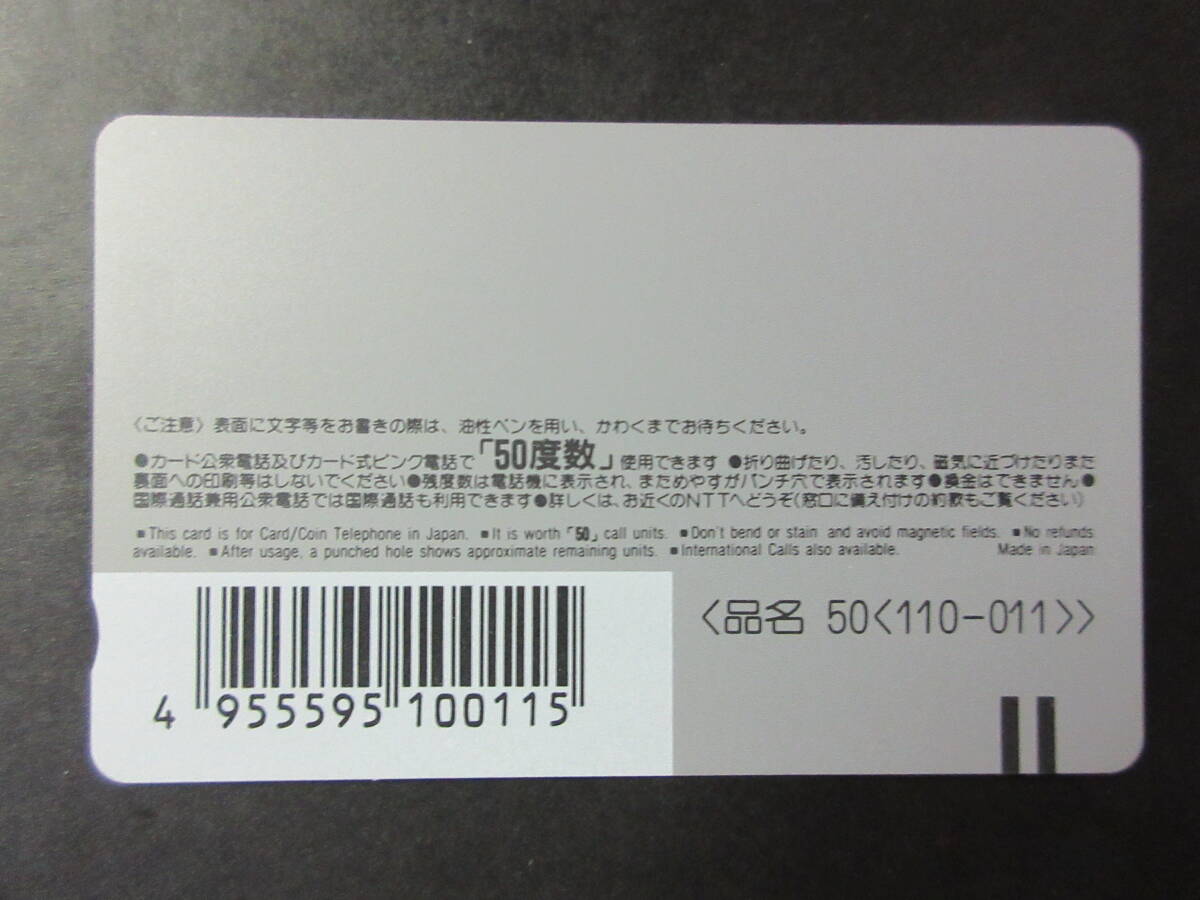 〈ご注意〉表面に文字等をお書きの際は、油性ペンを用い、かわくまでお待ちください。
●カード公衆電話及びカード式ピンク電話で「50度数」使用できます ●折り曲げたり、汚したり、磁気に近づけたりまた
裏面への印刷等はしないでください●残度数は電話機に表示され、まためやすがパンチ穴で表示されます●換金はできません●
国際通話兼用公衆電話では国際通話も利用できます●詳しくは、お近くのNTTへどうぞ(窓口に備え付けの約款もご覧ください)
■This card is for Card/Coin Telephone in Japan. ■It is worth「50」call units. ■Don't bend or stain and avoid magnetic fields. ■No refunds
available. ■After usage, a punched hole shows approximate remaining units. ■International Calls also available. Made in Japan
〈品名 50〈110-011〉〉
4 955595 100115